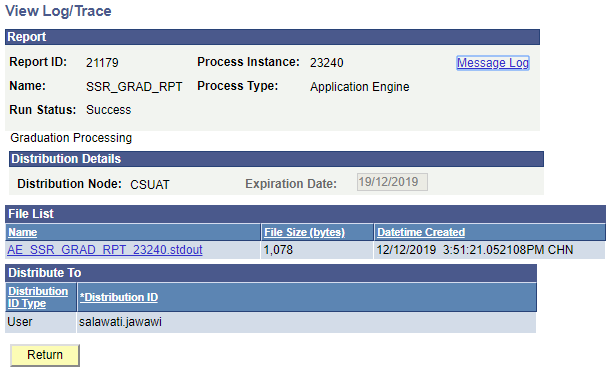 View Log/Trace
Report
Report ID: 21179 Process Instance: 23240 Message Log
Name: SSR_GRAD_RPT Process Type: Application Engine
Run Status: Success
Graduation Processing
Distribution Details
Distribution Node: CSUAT Expiration Date: 19/12/2019
File List
Name File Size (bytes) Datetime Created
AE_SSR_GRAD_RPT_23240.stdout 1,078 12/12/2019 3:51:21.052108PM CHN
Distribute To
Distribution ID Type *Distribution ID
User salawati.jawawi
Return